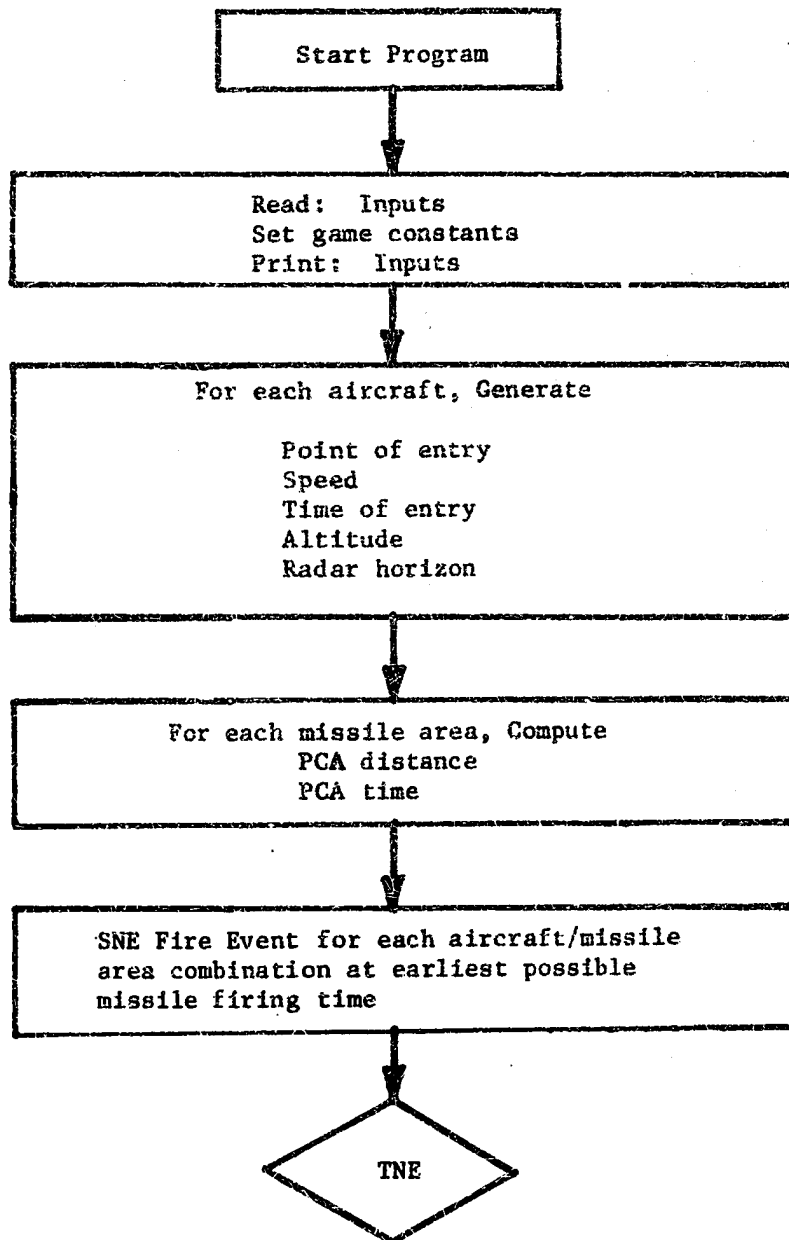 Start Program
Read: Inputs
Set game constants
Print: Inputs
For each aircraft, Generate
Point of entry
Speed
Time of entry
Altitude
Radar horizon
For each missile area, Compute
PCA distance
PCA time
SNE Fire Event for each aircraft/missile
area combination at earliest possible
missile firing time
TNE